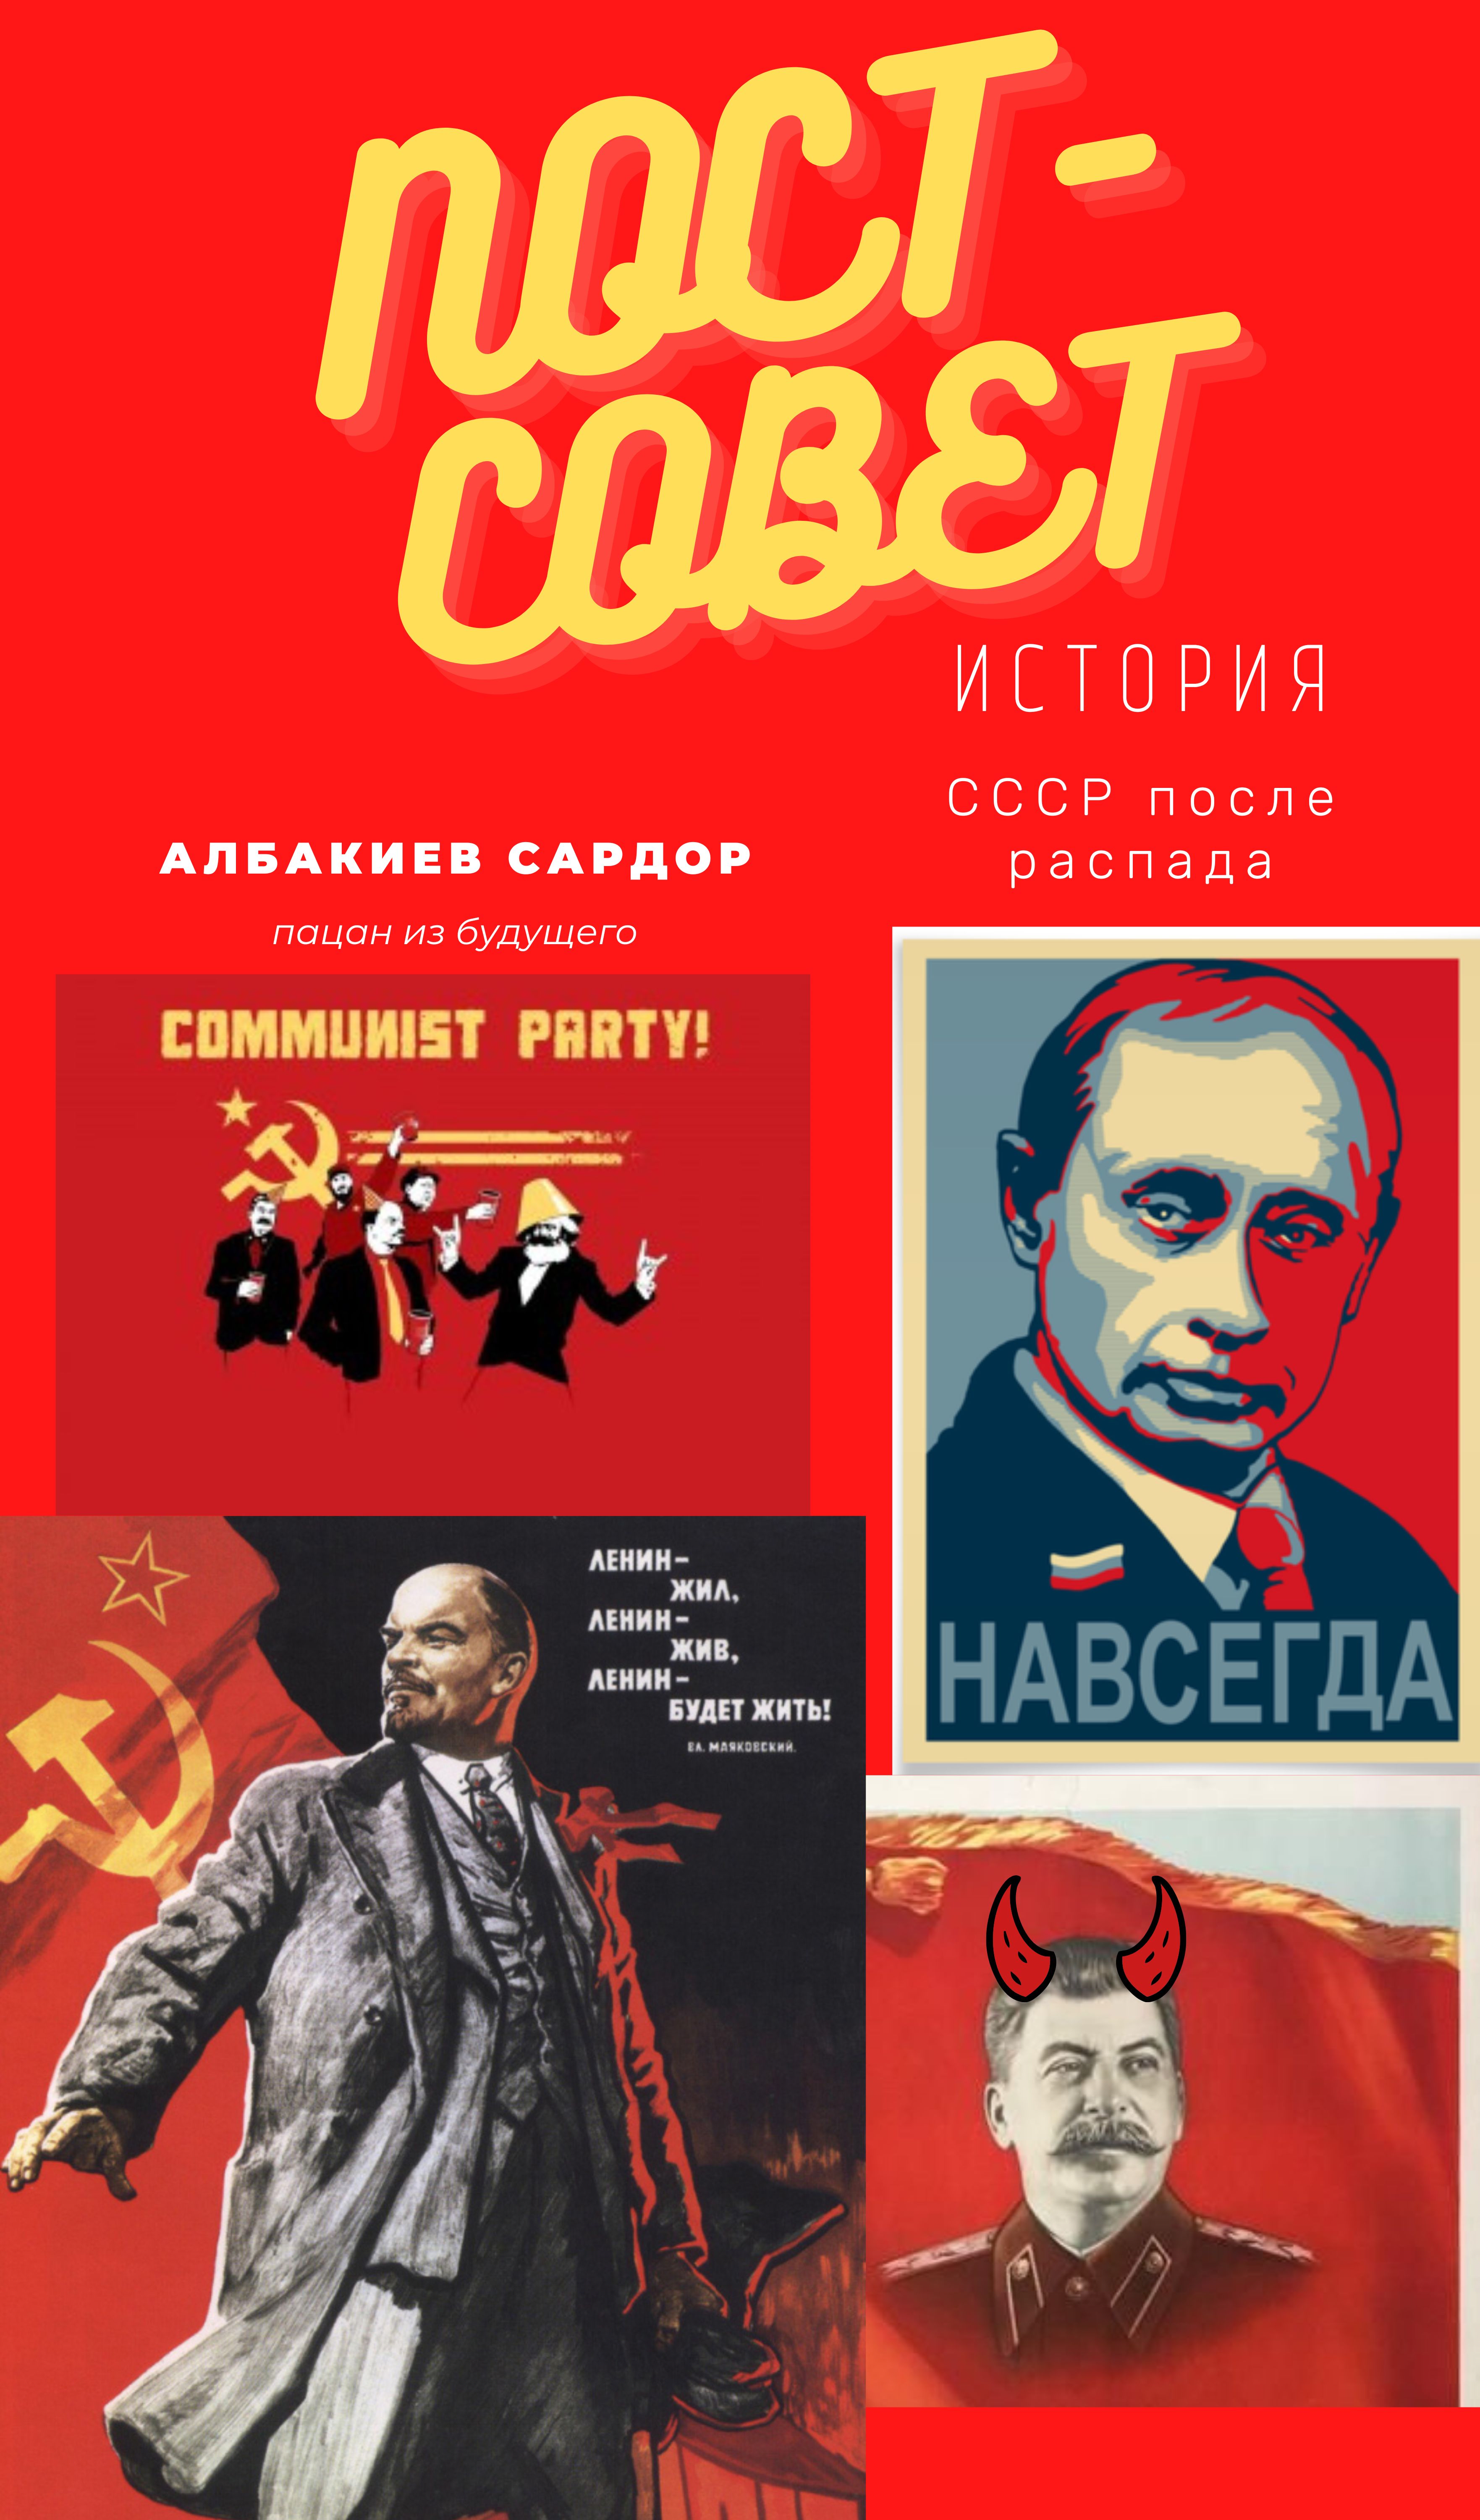 ПОСТ-
СОВЕТ
ИСТОРИЯ
СССР после
распада
АЛБАКИЕВ САРДОР
пацан из будущего
COMMUИIST PARTY!
НАВСЕГДА
ЛЕНИН-
ЖИЛ,
ЛЕНИН-
ЖИВ,
ЛЕНИН-
БУДЕТ ЖИТЬ!
ВЛ. МАЯКОВСКИЙ.